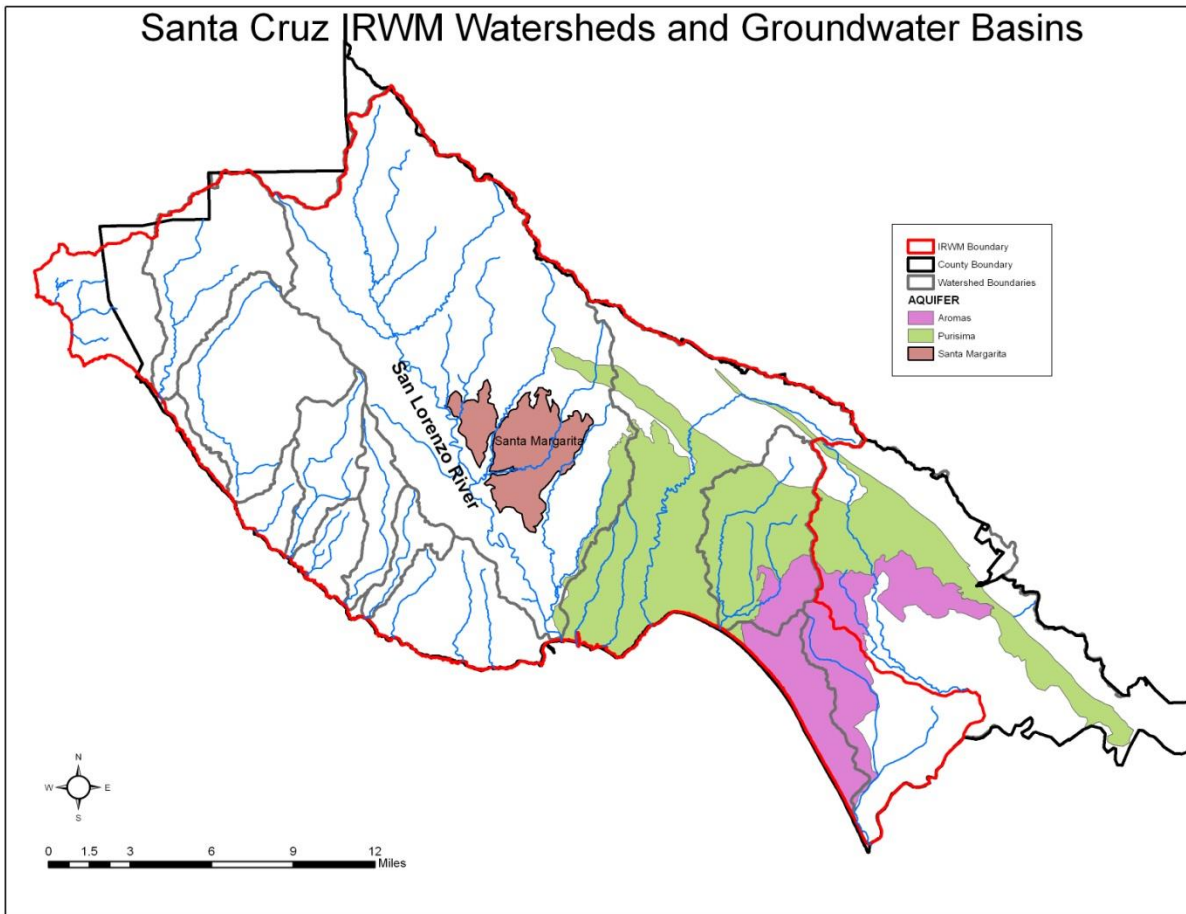 Santa Cruz IRWM Watersheds and Groundwater Basins
IRWM Boundary
County Boundary
Watershed Boundaries
AQUIFER
Aromas
Purisima
Santa Margarita
San Lorenzo River
Santa Margarita
N
W E
S
0 1.5 3 6 9 12
Miles